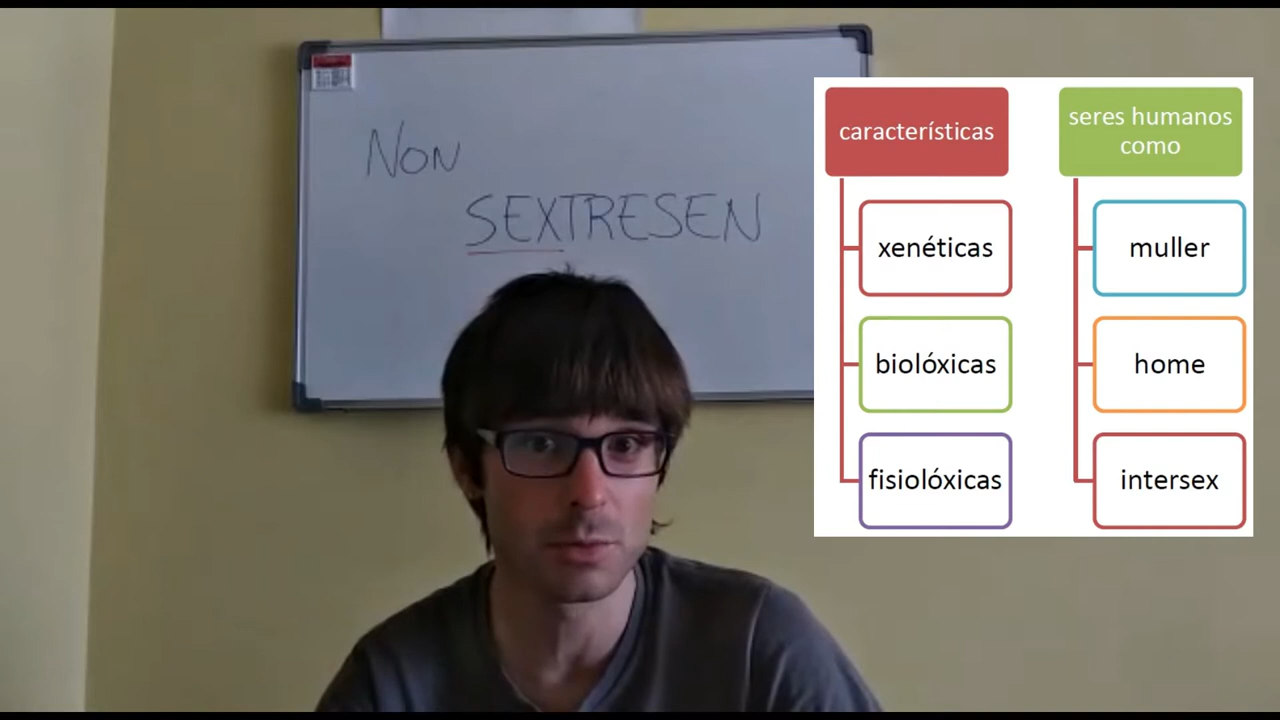 Non
SEXTRESEN
características
xenéticas
biolóxicas
fisiolóxicas
seres humanos
como
muller
home
intersex